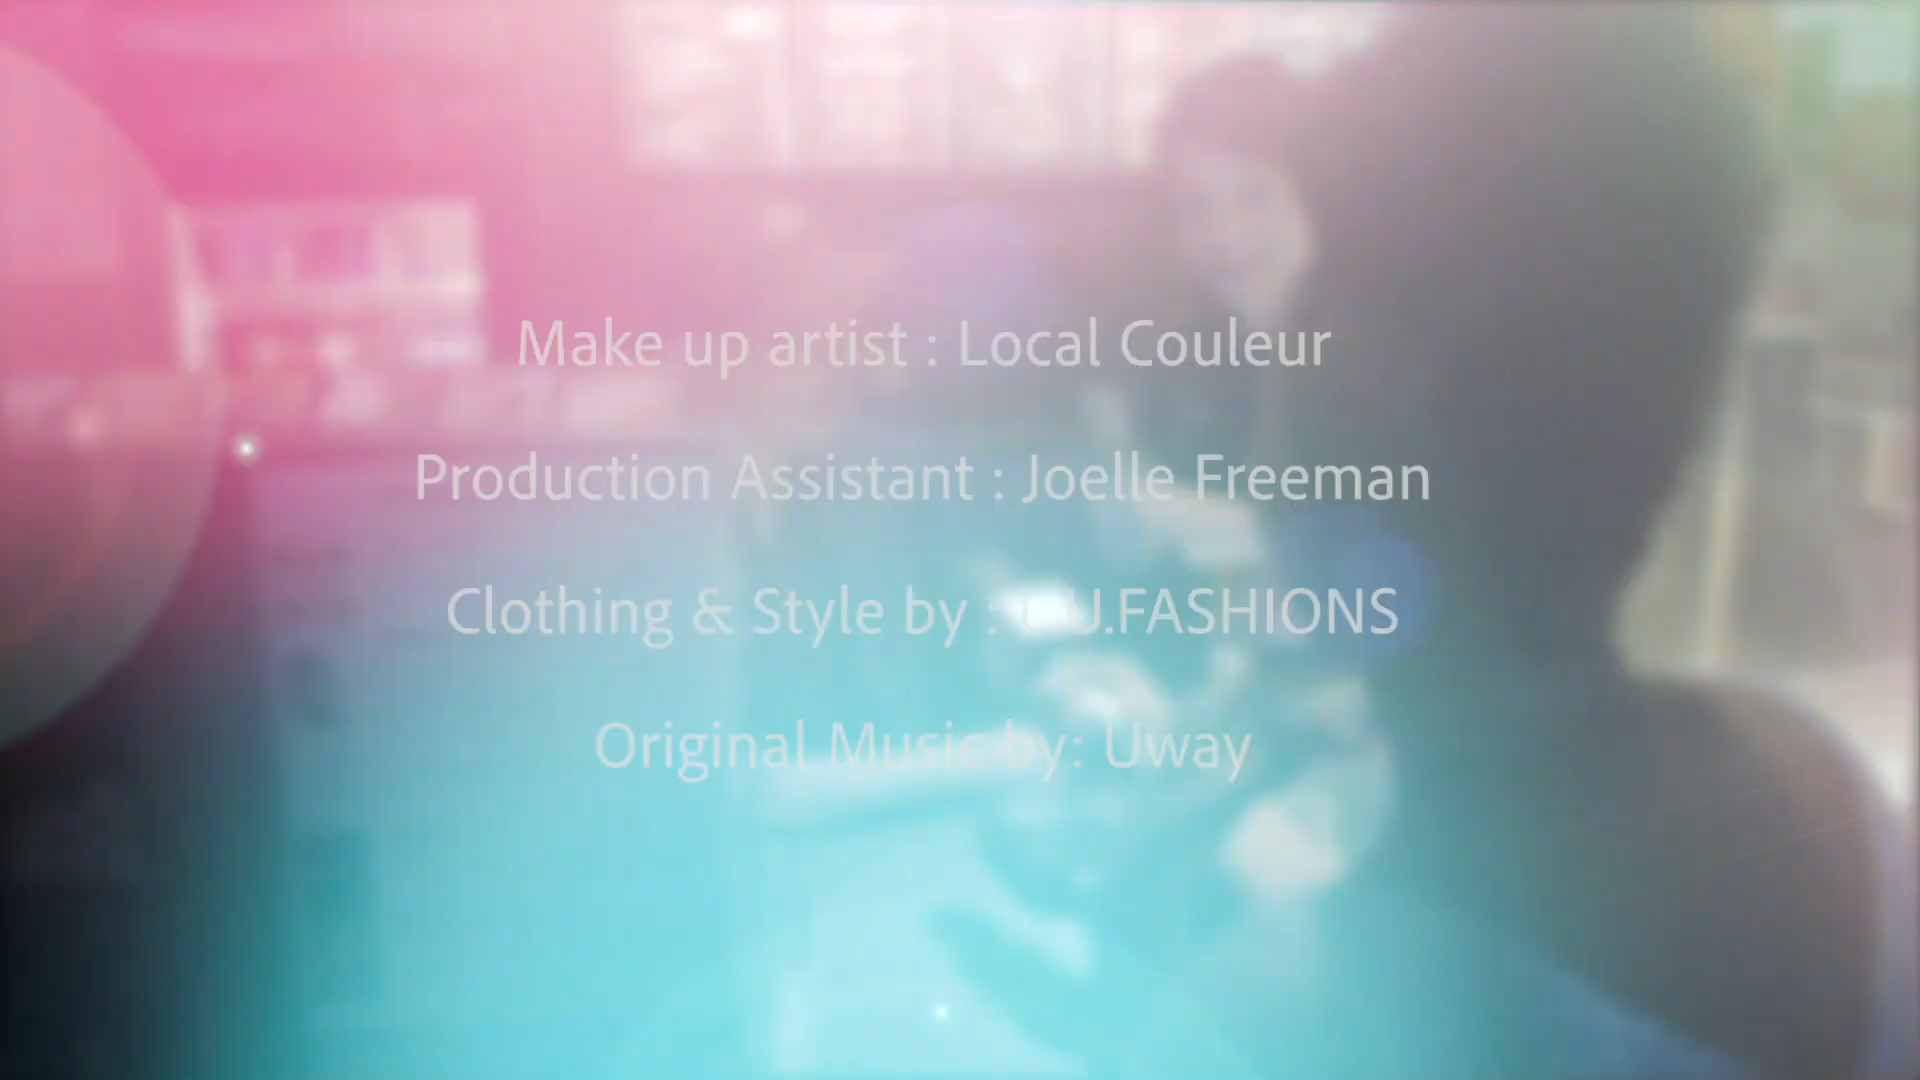 Make up artist : Local Couleur
Production Assistant : Joelle Freeman
Clothing & Style by :
Original Music by: Uway